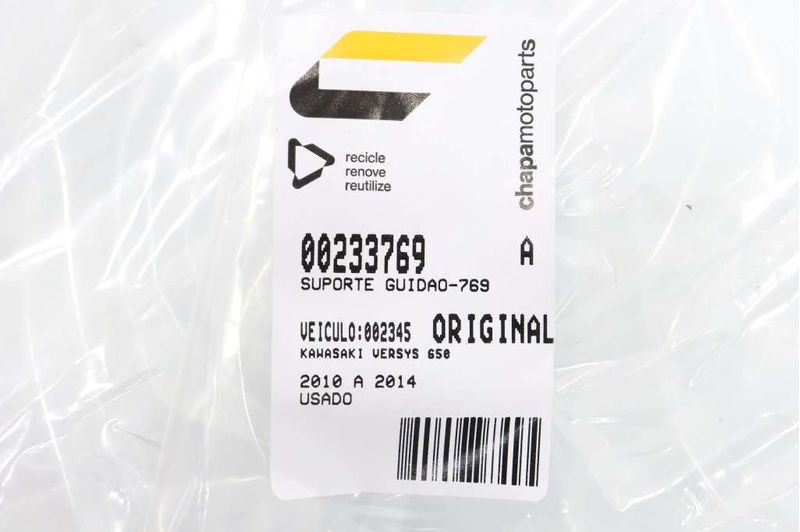 chapamotoparts
recicle
renove
reutilize
00233769 A
SUPORTE GUIDAO-769
VEICULO:002345 ORIGINAL
KAWASAKI VERSYS 650
2010 A 2014
USADO